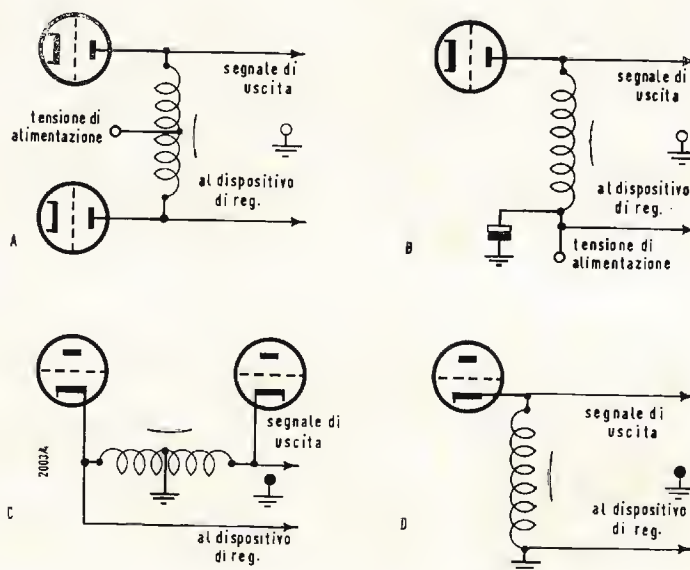 segnale di
uscita
tensione di
alimentazione
al dispositivo
di reg.
A
segnale di
uscita
al dispositivo
di reg.
B
tensione di
alimentazione
segnale di
uscita
2003A
C
al dispositivo
di reg.
segnale di
uscita
al dispositivo
di reg.
D